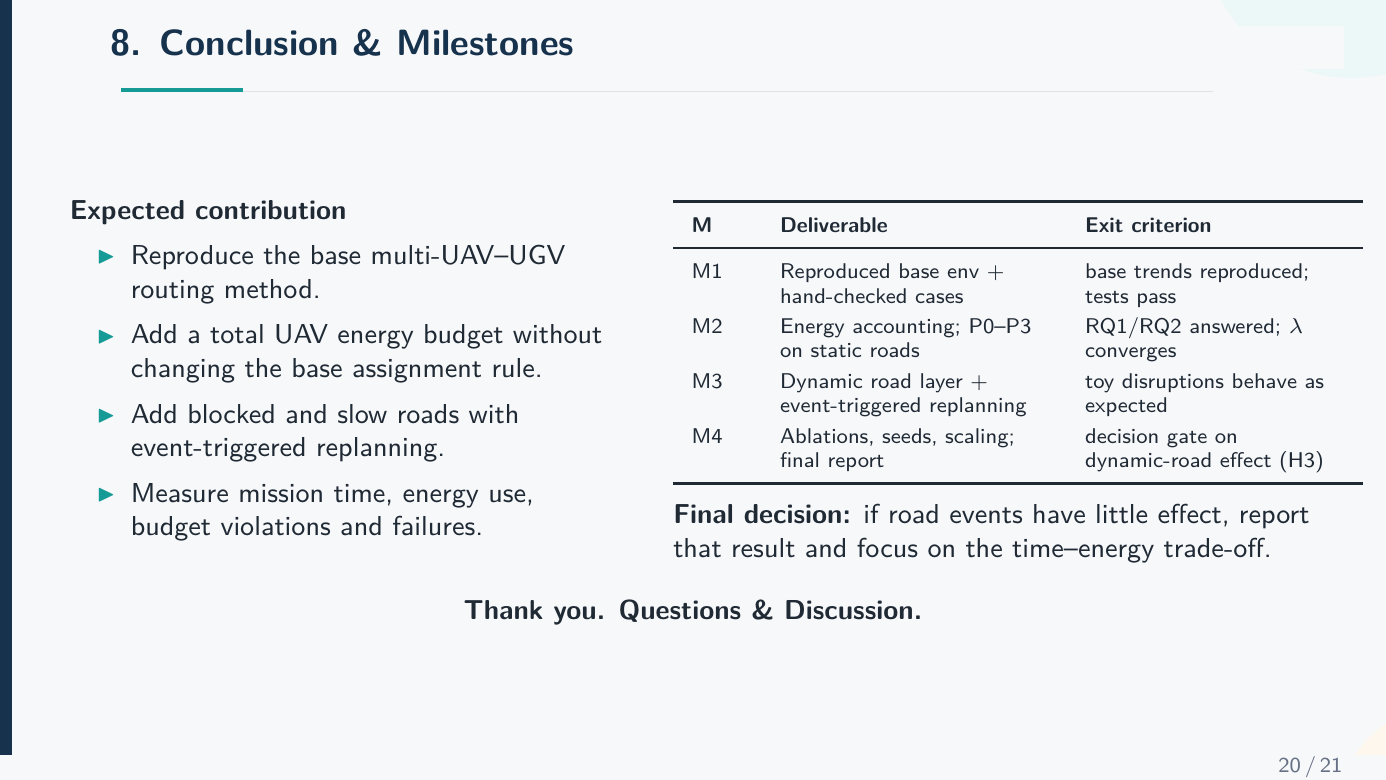 8. Conclusion & Milestones
Expected contribution
▶ Reproduce the base multi-UAV–UGV
routing method.
▶ Add a total UAV energy budget without
changing the base assignment rule.
▶ Add blocked and slow roads with
event-triggered replanning.
▶ Measure mission time, energy use,
budget violations and failures.
M Deliverable Exit criterion
M1 Reproduced base env + base trends reproduced;
hand-checked cases tests pass
M2 Energy accounting; P0–P3 RQ1/RQ2 answered; λ
on static roads converges
M3 Dynamic road layer + toy disruptions behave as
event-triggered replanning expected
M4 Ablations, seeds, scaling; decision gate on
final report dynamic-road effect (H3)
Final decision: if road events have little effect, report
that result and focus on the time–energy trade-off.
Thank you. Questions & Discussion.
20 / 21